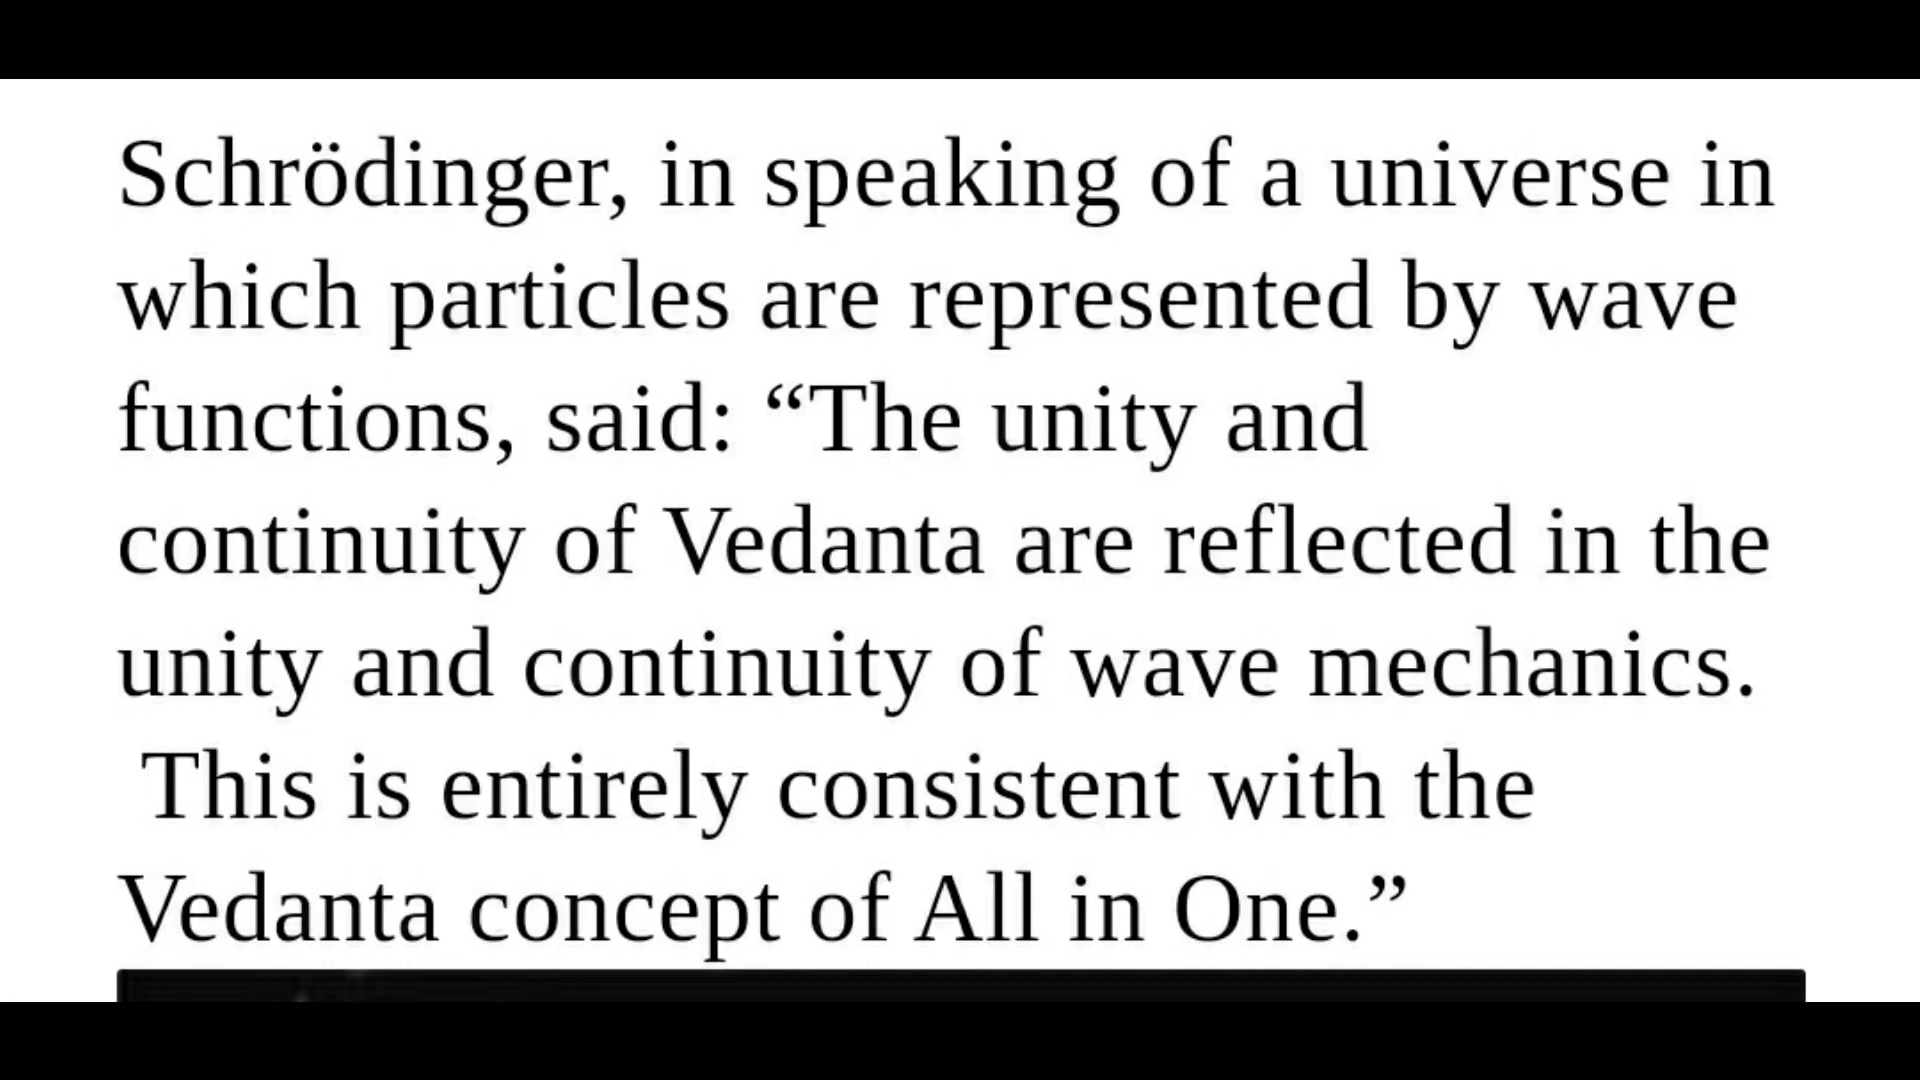 Schrödinger, in speaking of a universe in
which particles are represented by wave
functions, said: “The unity and
continuity of Vedanta are reflected in the
unity and continuity of wave mechanics.
This is entirely consistent with the
Vedanta concept of All in One.”